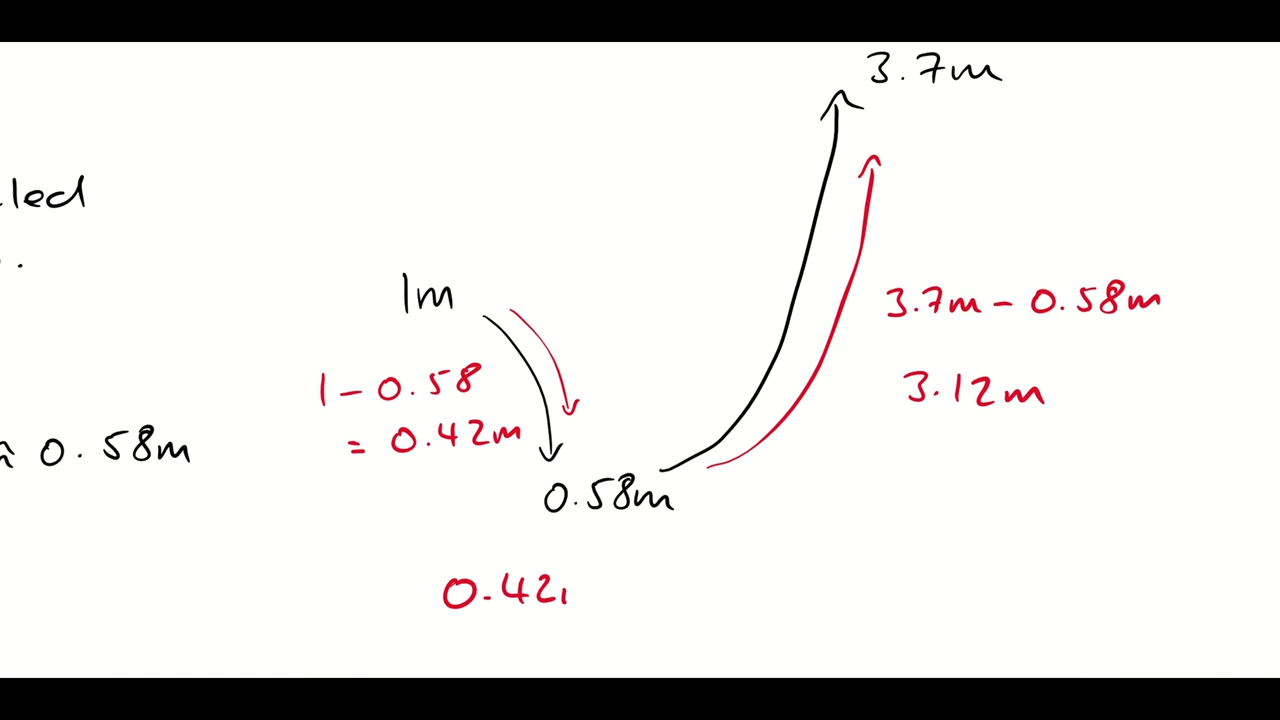 3.7m
led
.
1m
3.7m - 0.58m
1 - 0.58
3.12m
= 0.42m
0.58m
0.58m
0.42